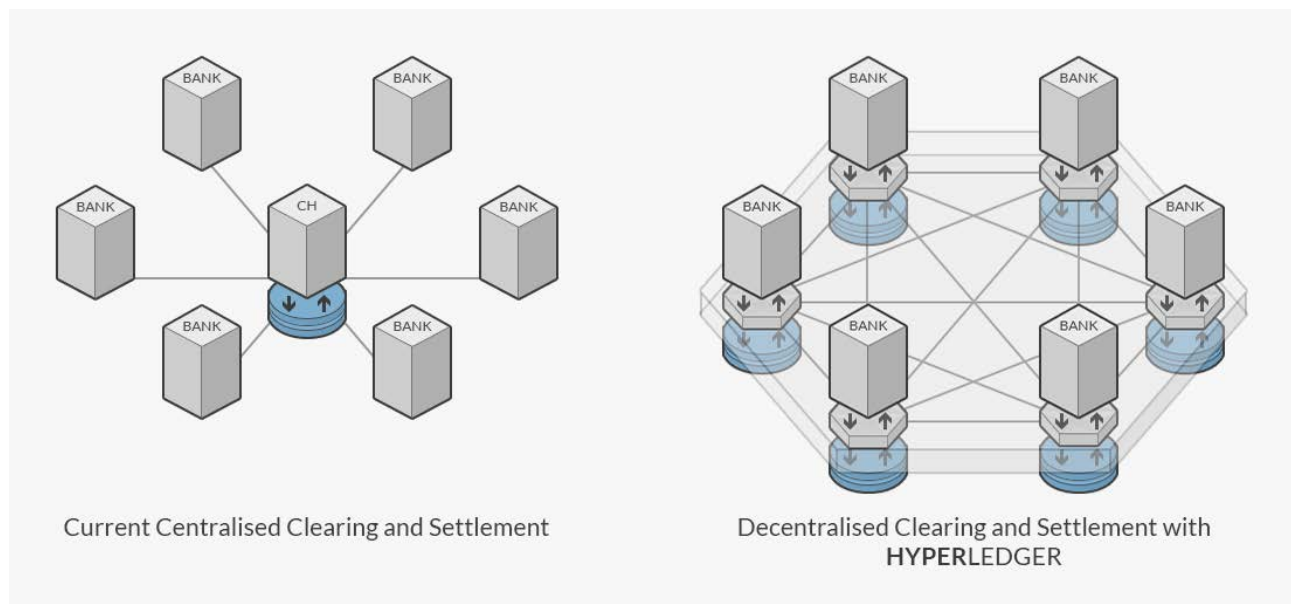 BANK
BANK
BANK
CH
BANK
BANK
BANK
Current Centralised Clearing and Settlement
BANK
BANK
BANK
BANK
BANK
BANK
Decentralised Clearing and Settlement with
HYPERLEDGER